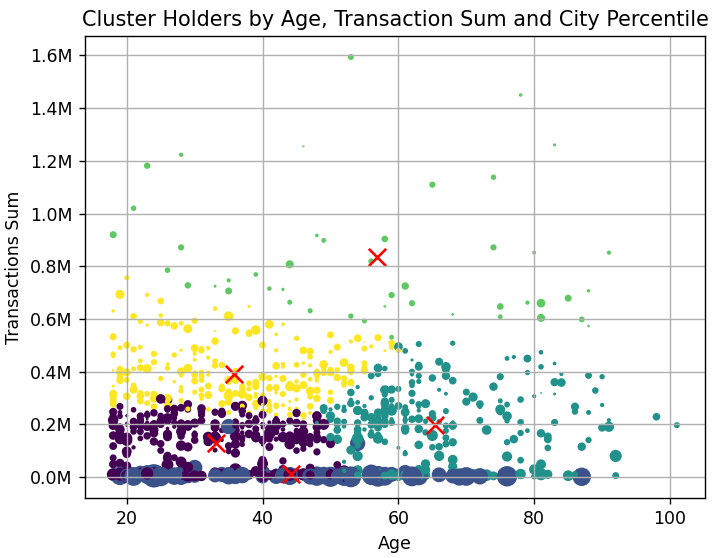 Cluster Holders by Age, Transaction Sum and City Percentile
1.6M
1.4M
1.2M
1.0M
0.8M
0.6M
0.4M
0.2M
0.0M
Transactions Sum
20 40 60 80 100
Age